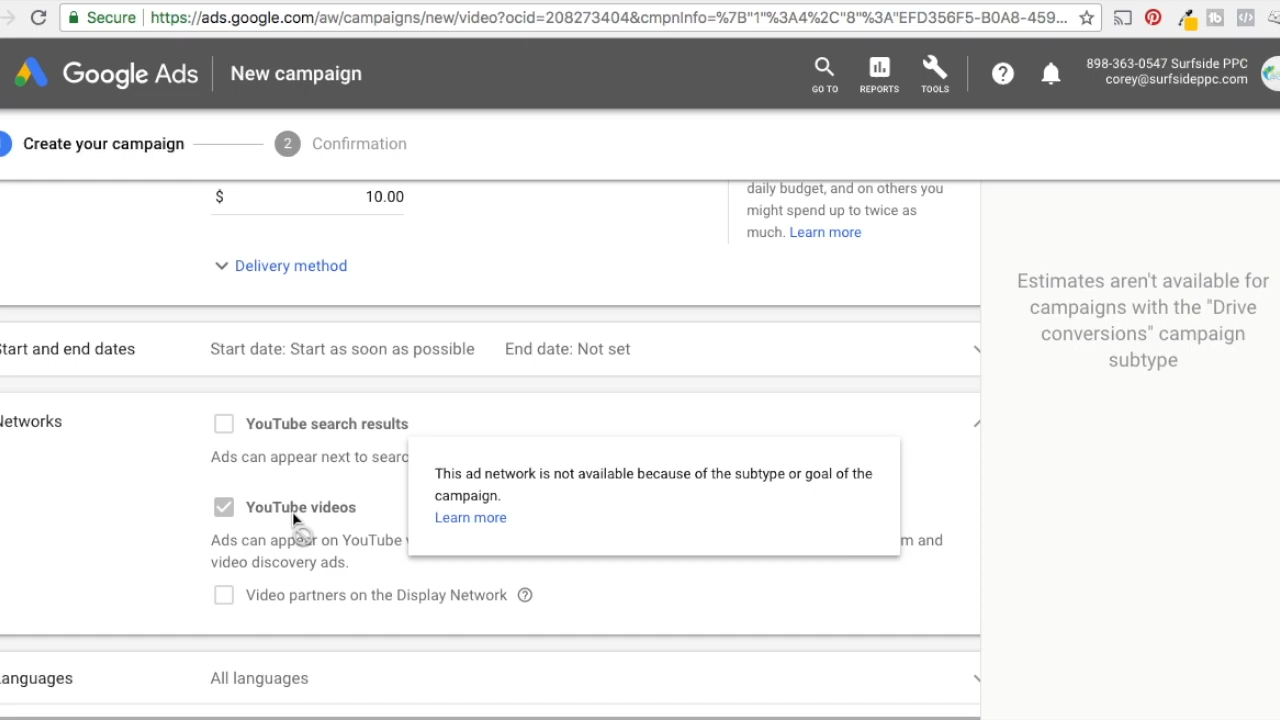 Secure https://ads.google.com/aw/campaigns/new/video?ocid=208273404&cmpnInfo=%7B"1"%3A4%2C"8"%3A"EFD356F5-B0A8-459...
Google Ads New campaign
GO TO REPORTS TOOLS
898-363-0547 Surfside PPC
corey@surfsideppc.com
Create your campaign 2 Confirmation
$ 10.00
daily budget, and on others you
might spend up to twice as
much. Learn more
Delivery method
Estimates aren't available for
campaigns with the "Drive
conversions" campaign
subtype
Start and end dates Start date: Start as soon as possible End date: Not set
Networks
YouTube search results
Ads can appear next to searc
This ad network is not available because of the subtype or goal of the
campaign.
Learn more
YouTube videos
Ads can appear on YouTube m and
video discovery ads.
Video partners on the Display Network
Languages All languages